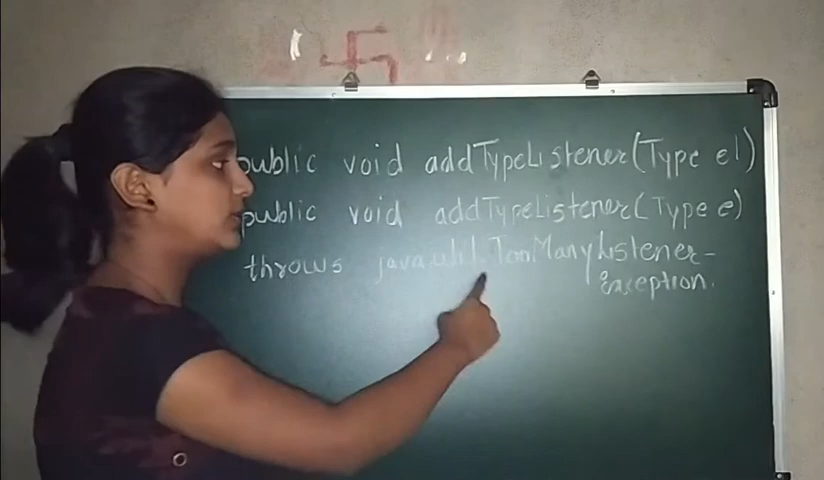 public void addTypeListener(Type el)
public void addTypeListener(Type e)
throws java.util.TooManyListener-
Exception.